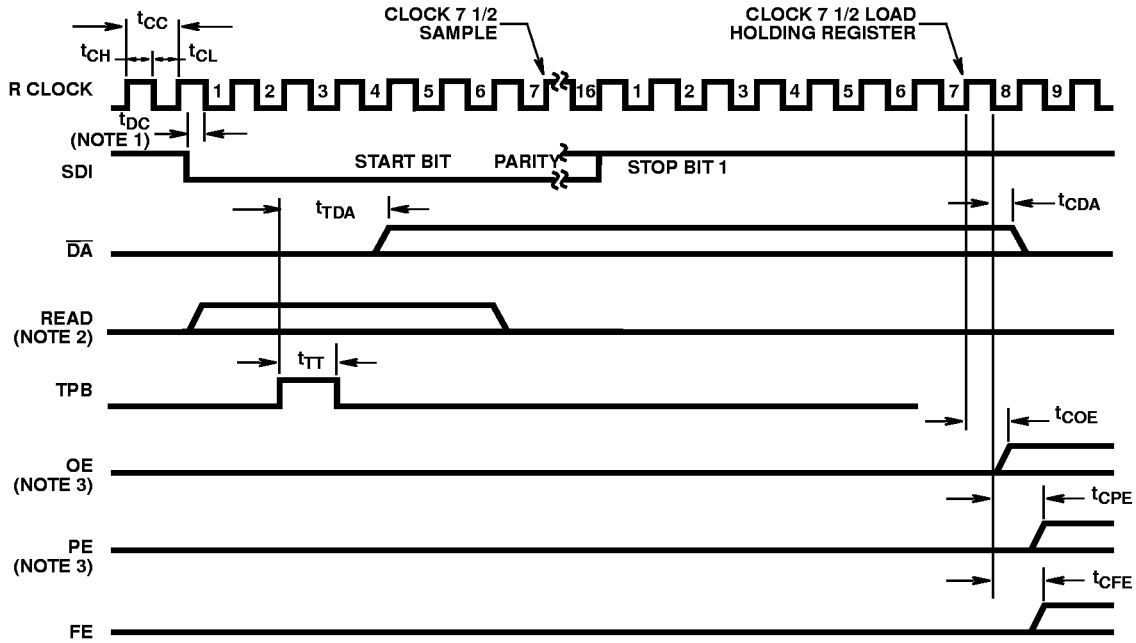 tCC
CLOCK 7 1/2
SAMPLE
CLOCK 7 1/2 LOAD
HOLDING REGISTER
tCH
tCL
R CLOCK
1 2 3 4 5 6 7 16 1 2 3 4 5 6 7 8 9
tDC
(NOTE 1)
SDI
START BIT
PARITY
STOP BIT 1
tTDA
tCDA
DA
READ
(NOTE 2)
tTT
TPB
tCOE
OE
(NOTE 3)
tCPE
PE
(NOTE 3)
tCFE
FE